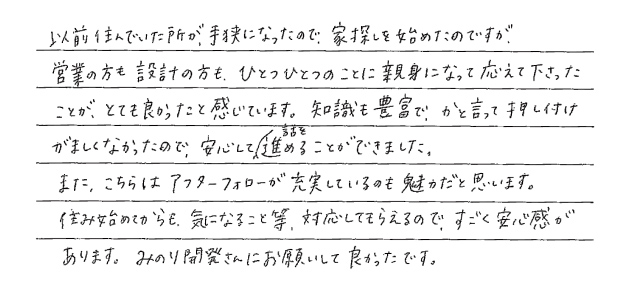 以前住んでいた所が、手狭になったので、家探しを始めたのですが、
営業の方も設計の方も、ひとつひとつのことに親身になって応えて下さった
ことが、とても良かったと感じています。知識も豊富で、かと言って押し付け
がましくなかったので、安心して、話を進めることができました。
また、こちらはアフターフォローが充実しているのも魅力だと思います。
住み始めてからも、気になること等、対応してもらえるので、すごく安心感が
あります。みのり開発さんにお願いして良かったです。